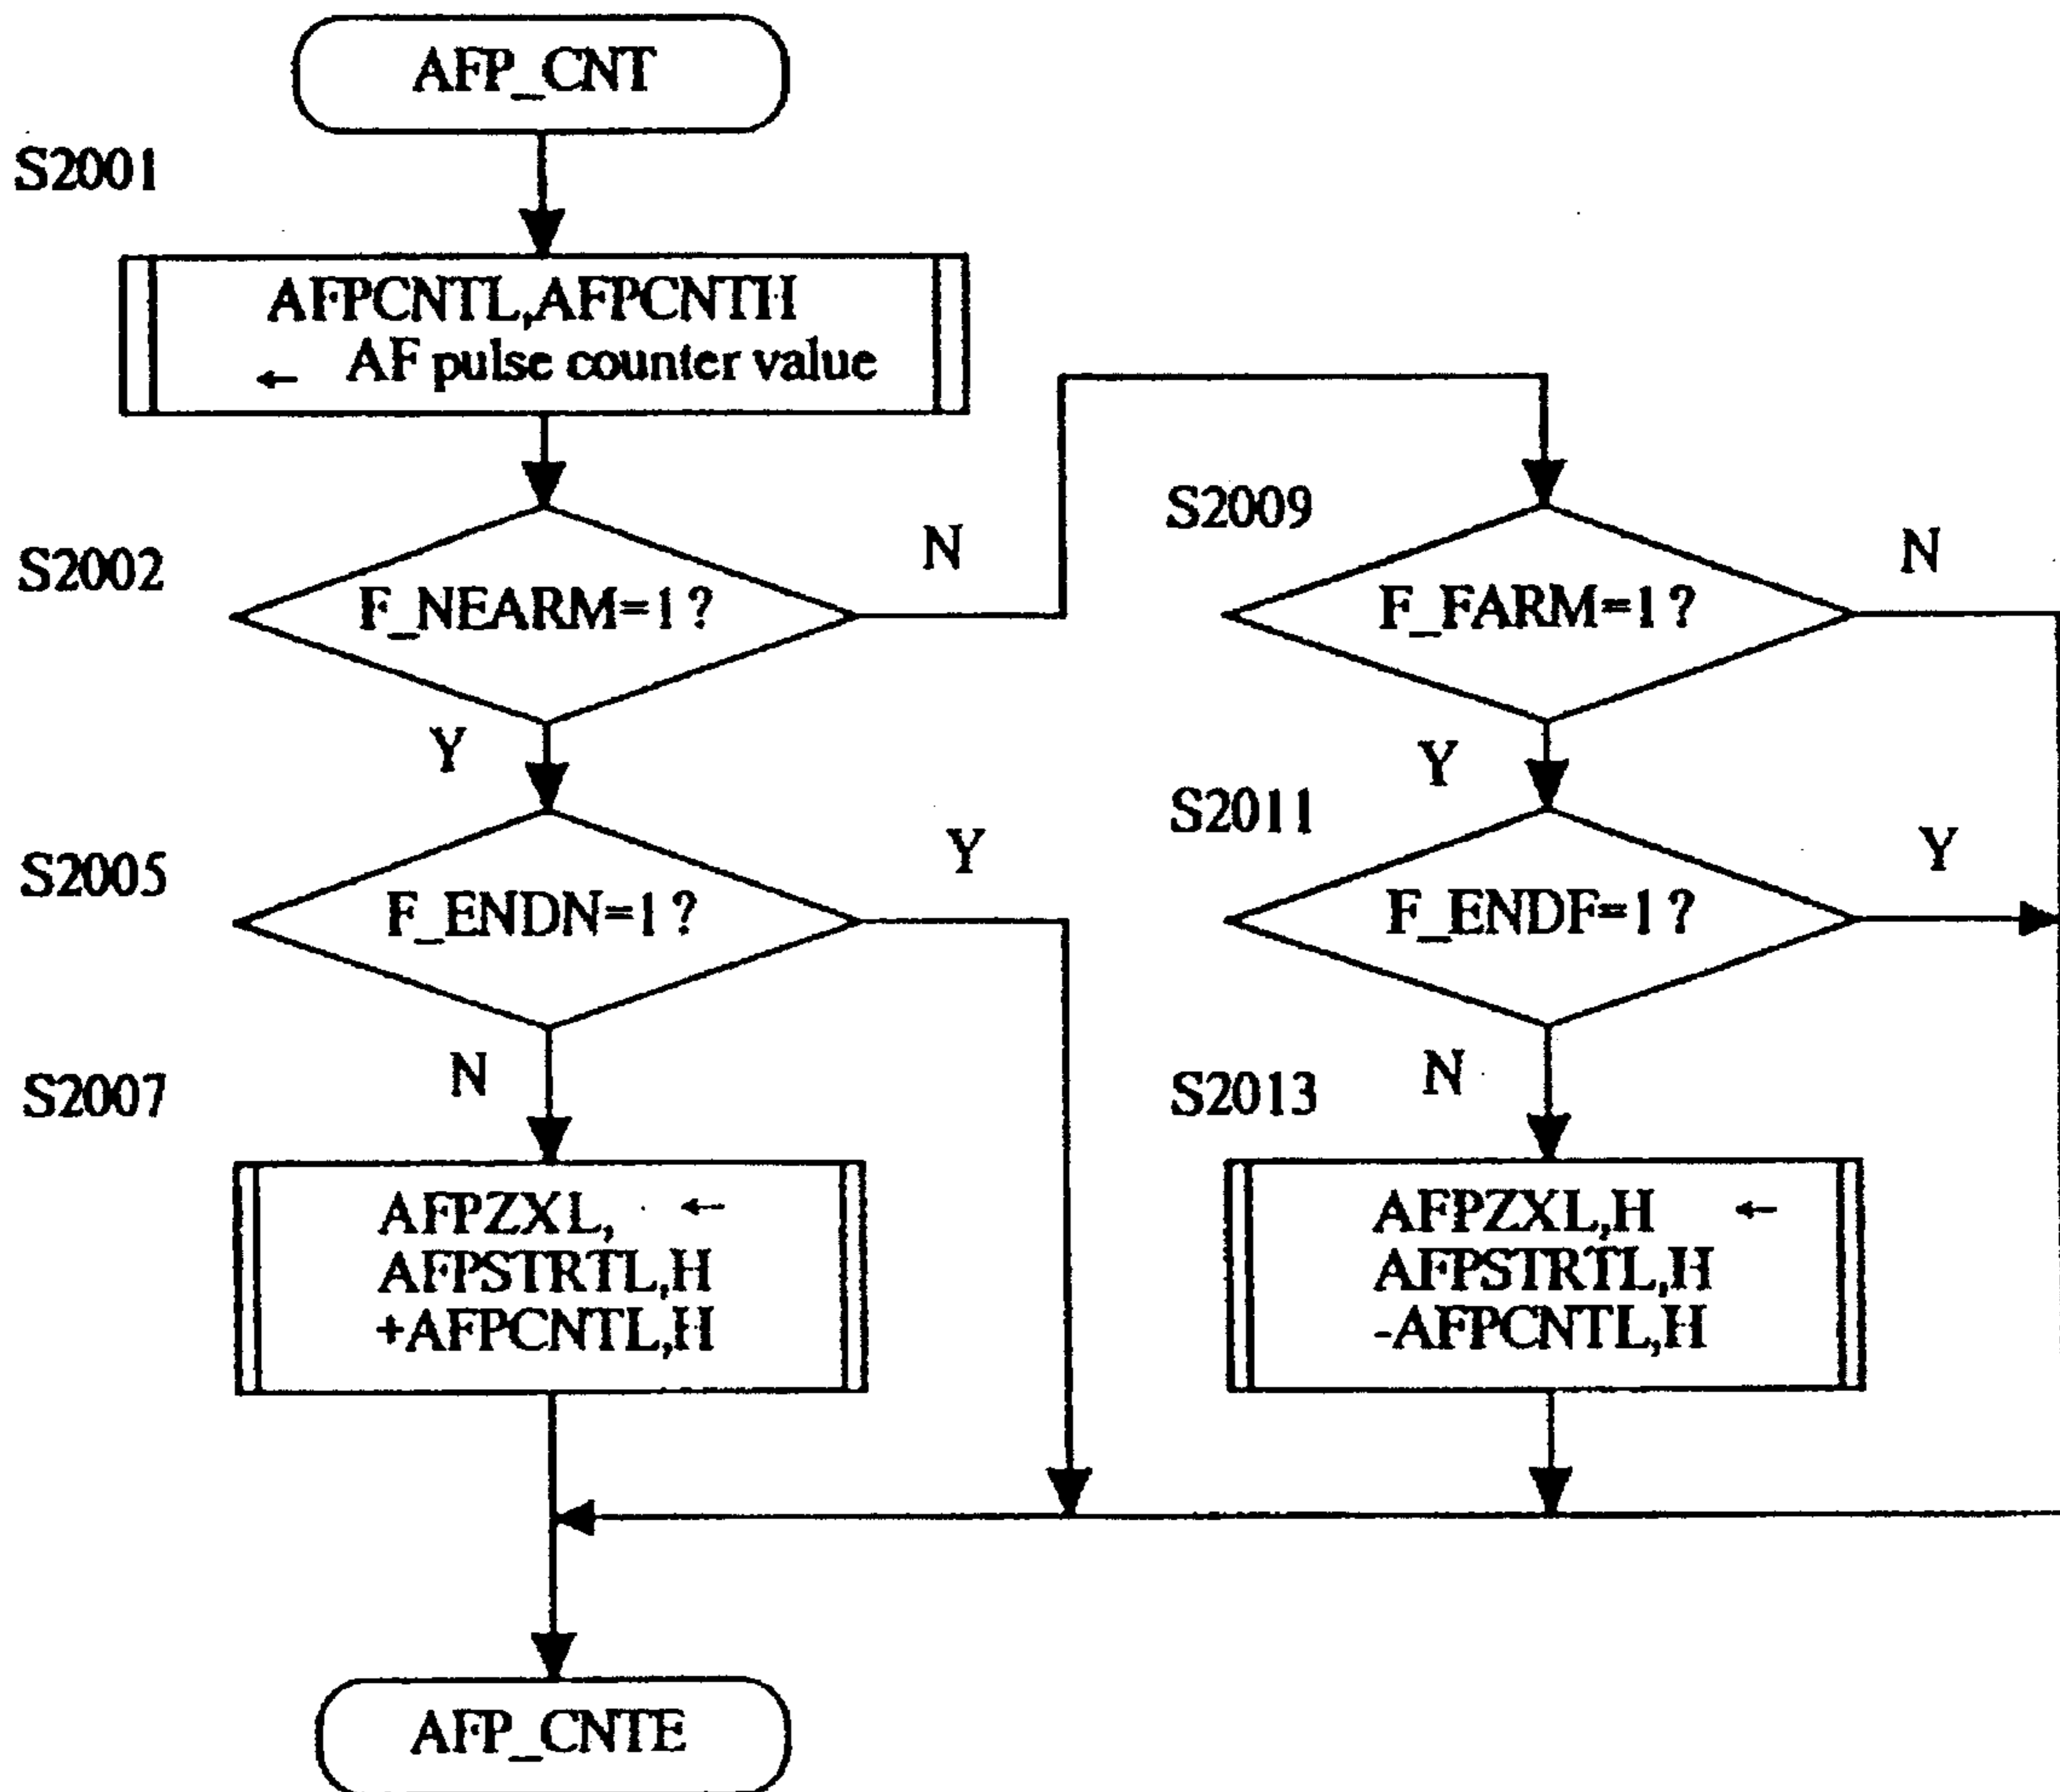 AFP_CNT
S2001
AFPCNTL,AFPCNTH
← AF pulse counter value
S2002
F_NEARM=1?
N
Y
S2005
F_ENDN=1?
Y
N
S2007
AFPZXL, ←
AFPSTRTL,H
+AFPCNTL,H
S2009
F_FARM=1?
N
Y
S2011
F_ENDF=1?
Y
N
S2013
AFPZXL,H ←
AFPSTRTL,H
-AFPCNTL,H
AFP_CNTE